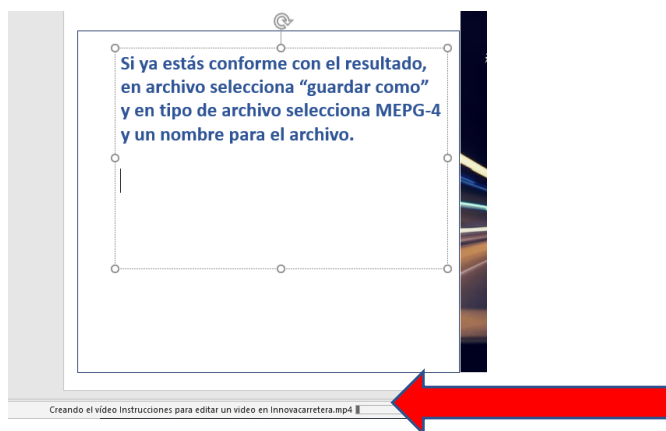 Si ya estás conforme con el resultado,
en archivo selecciona “guardar como”
y en tipo de archivo selecciona MEPG-4
y un nombre para el archivo.
Creando el vídeo Instrucciones para editar un video en Innovacarretera.mp4